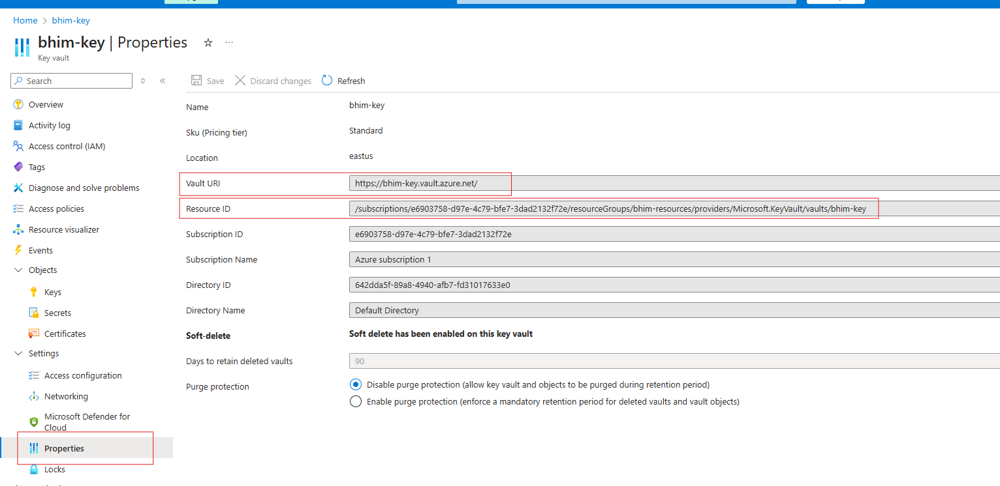 Home > bhim-key
bhim-key | Properties
Key vault
Search
Overview
Activity log
Access control (IAM)
Tags
Diagnose and solve problems
Access policies
Resource visualizer
Events
Objects
Keys
Secrets
Certificates
Settings
Access configuration
Networking
Microsoft Defender for
Cloud
Properties
Locks
Save Discard changes Refresh
Name bhim-key
Sku (Pricing tier) Standard
Location eastus
Vault URI https://bhim-key.vault.azure.net/
Resource ID /subscriptions/e6903758-d97e-4c79-bfe7-3dad2132f72e/resourceGroups/bhim-resources/providers/Microsoft.KeyVault/vaults/bhim-key
Subscription ID e6903758-d97e-4c79-bfe7-3dad2132f72e
Subscription Name Azure subscription 1
Directory ID 642dda5f-89a8-4940-afb7-fd31017633e0
Directory Name Default Directory
Soft-delete Soft delete has been enabled on this key vault
Days to retain deleted vaults 90
Purge protection Disable purge protection (allow key vault and objects to be purged during retention period)
Enable purge protection (enforce a mandatory retention period for deleted vaults and vault objects)